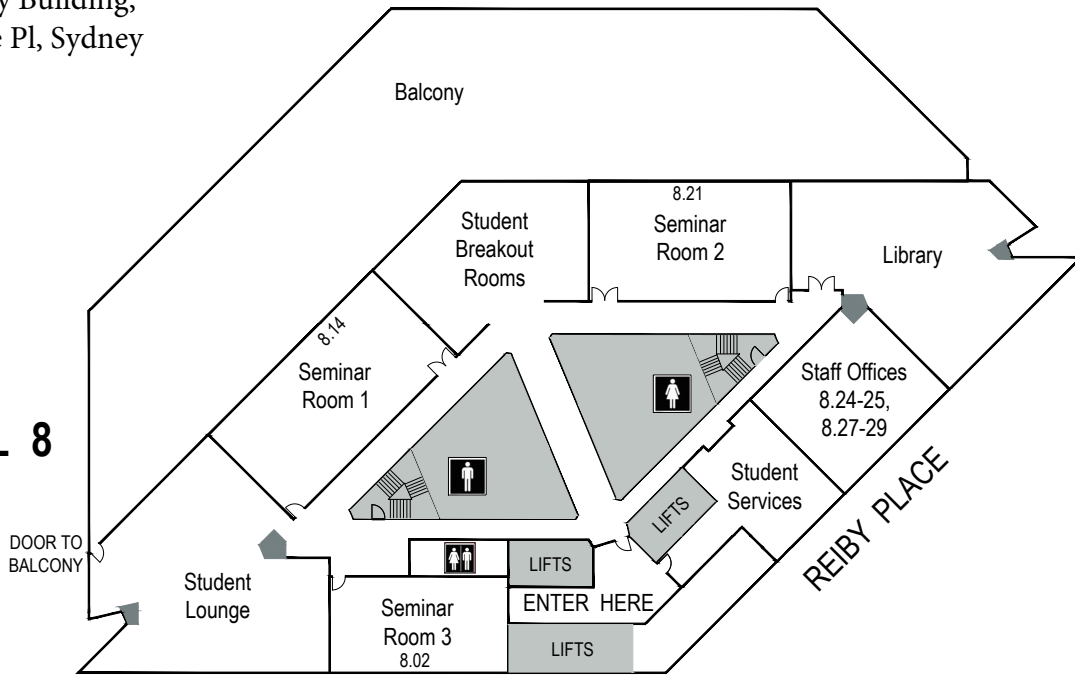 Building,
Pl, Sydney
Balcony
8.21
Seminar
Room 2
Student
Breakout
Rooms
Library
8.14
Seminar
Room 1
Staff Offices
8.24-25,
8.27-29
8
Student
Services
LIFTS
REIBY PLACE
DOOR TO
BALCONY
Student
Lounge
LIFTS
ENTER HERE
Seminar
Room 3
8.02
LIFTS